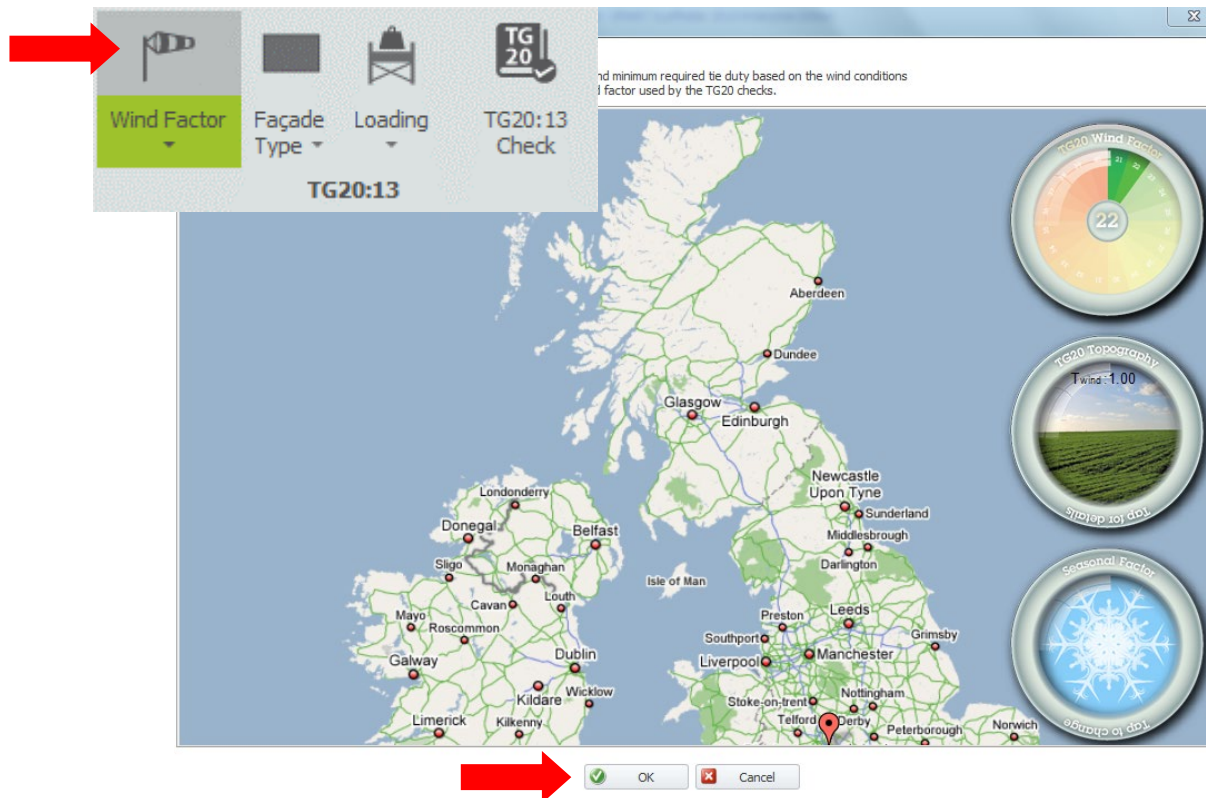 TG
20
Wind Factor
Façade
Type
Loading
TG20:13
Check
TG20:13
nd minimum required tie duty based on the wind conditions
factor used by the TG20 checks.
TG20 Wind Factor
21
22
23
22
Aberdeen
Dundee
Glasgow
Edinburgh
TG20 Topography
Twind:1.00
Tap for details
Newcastle
Upon Tyne
Sunderland
Londonderry
Donegal
Belfast
Middlesbrough
Darlington
Sligo
Monaghan
Isle of Man
Seasonal Factor
Cavan
Louth
Mayo
Roscommon
Preston
Leeds
Southport
Grimsby
Galway
Dublin
Liverpool
Manchester
Kildare
Wicklow
Stoke-on-trent
Nottingham
Limerick
Kilkenny
Telford
Derby
Peterborough
Norwich
Tap to change
OK
Cancel